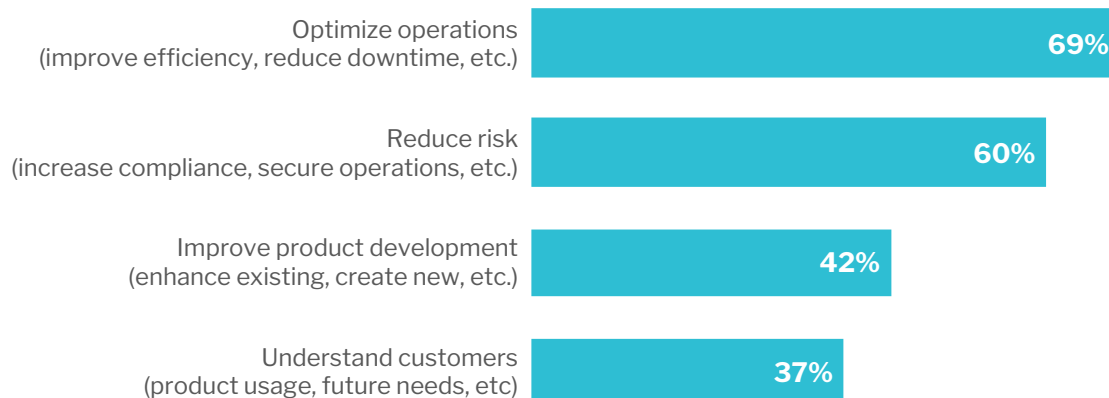 Optimize operations
(improve efficiency, reduce downtime, etc.)
69%
Reduce risk
(increase compliance, secure operations, etc.)
60%
Improve product development
(enhance existing, create new, etc.)
42%
Understand customers
(product usage, future needs, etc)
37%